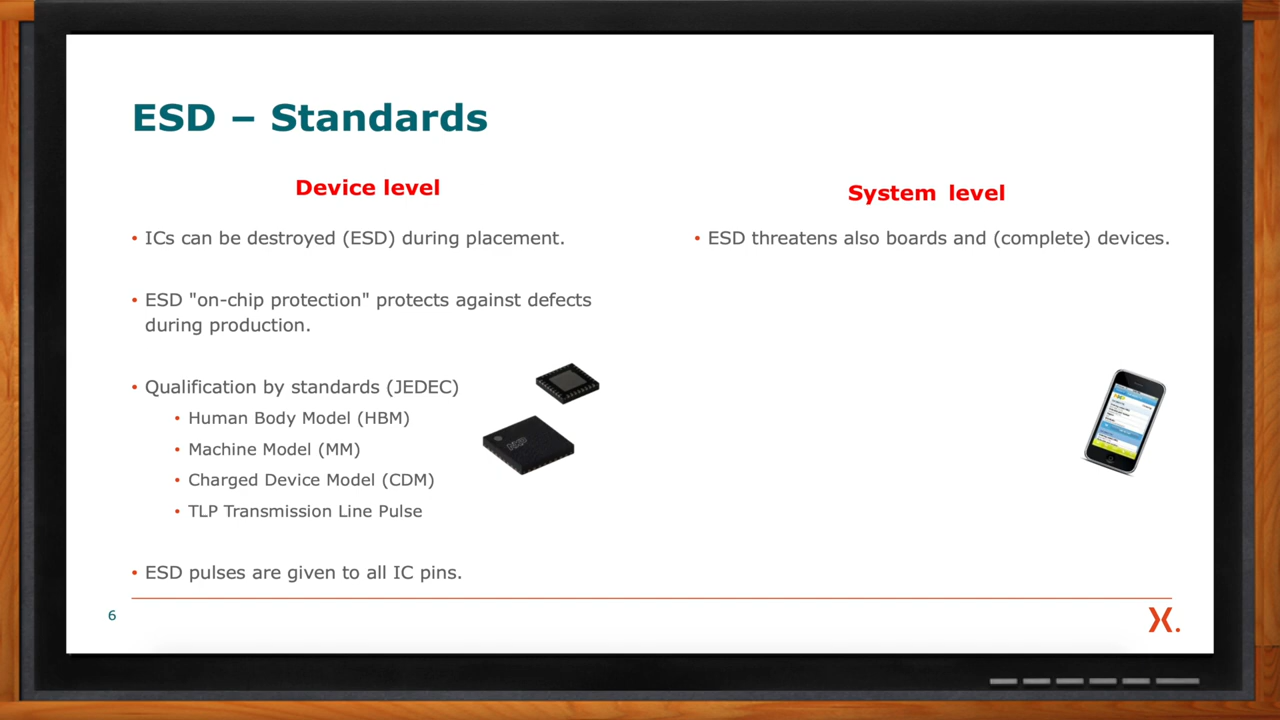 ESD – Standards
Device level
• ICs can be destroyed (ESD) during placement.
• ESD "on-chip protection" protects against defects
during production.
• Qualification by standards (JEDEC)
• Human Body Model (HBM)
• Machine Model (MM)
• Charged Device Model (CDM)
• TLP Transmission Line Pulse
• ESD pulses are given to all IC pins.
System level
• ESD threatens also boards and (complete) devices.
6